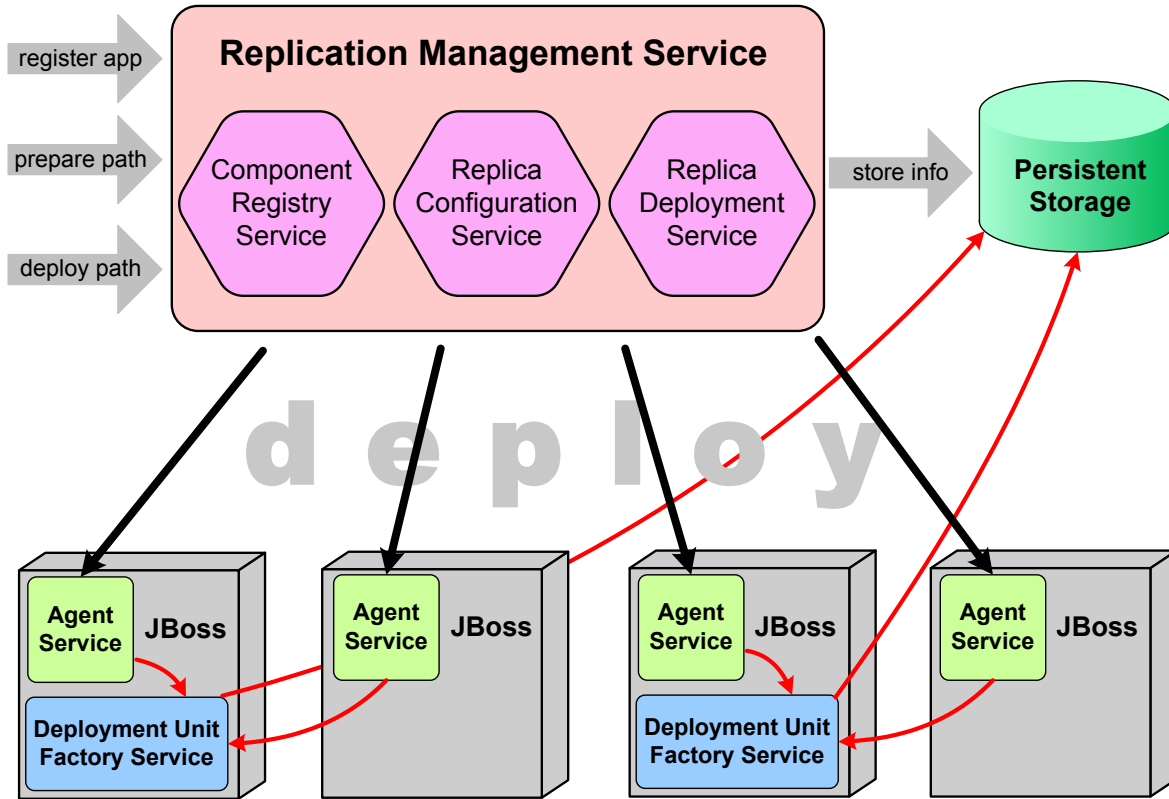 register app
prepare path
deploy path
Replication Management Service
Component
Registry
Service
Replica
Configuration
Service
Replica
Deployment
Service
store info
Persistent
Storage
deploy
Agent
Service
JBoss
Deployment Unit
Factory Service
Agent
Service
JBoss
Agent
Service
JBoss
Deployment Unit
Factory Service
Agent
Service
JBoss